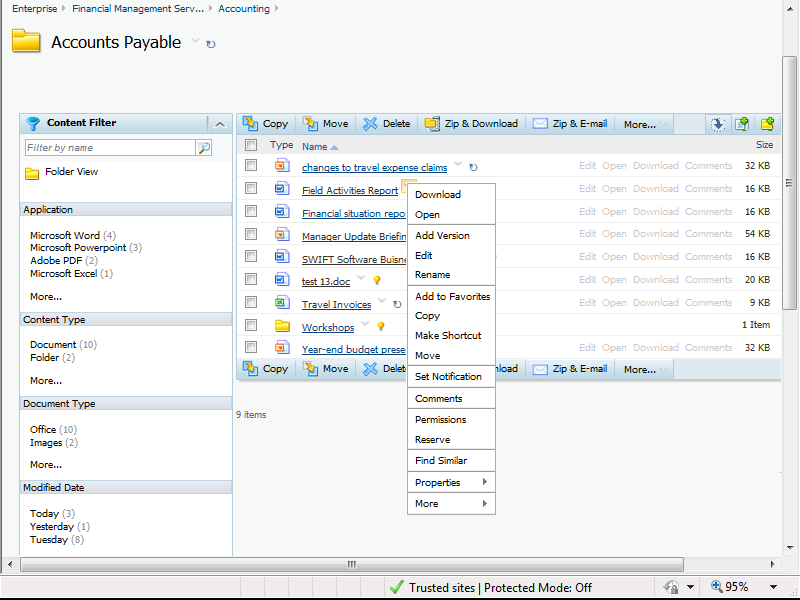 Enterprise Financial Management Serv... Accounting
Accounts Payable
Content Filter
Filter by name
Folder View
Application
Microsoft Word (4)
Microsoft Powerpoint (3)
Adobe PDF (2)
Microsoft Excel (1)
More...
Content Type
Document (10)
Folder (2)
More...
Document Type
Office (10)
Images (2)
More...
Modified Date
Today (3)
Yesterday (1)
Tuesday (8)
Copy Move Delete Zip & Download Zip & E-mail More...
Type Name Size
changes to travel expense claims Edit Open Download Comments 32 KB
Field Activities Report Edit Open Download Comments 16 KB
Financial situation repo Edit Open Download Comments 16 KB
Manager Update Briefin Edit Open Download Comments 54 KB
SWIFT Software Buisne Edit Open Download Comments 16 KB
test 13.doc Edit Open Download Comments 20 KB
Travel Invoices Edit Open Download Comments 9 KB
Workshops 1 Item
Year-end budget prese Edit Open Download Comments 32 KB
Copy Move Delete load Zip & E-mail More...
9 items
Download
Open
Add Version
Edit
Rename
Add to Favorites
Copy
Make Shortcut
Move
Set Notification
Comments
Permissions
Reserve
Find Similar
Properties
More
Trusted sites | Protected Mode: Off 95%